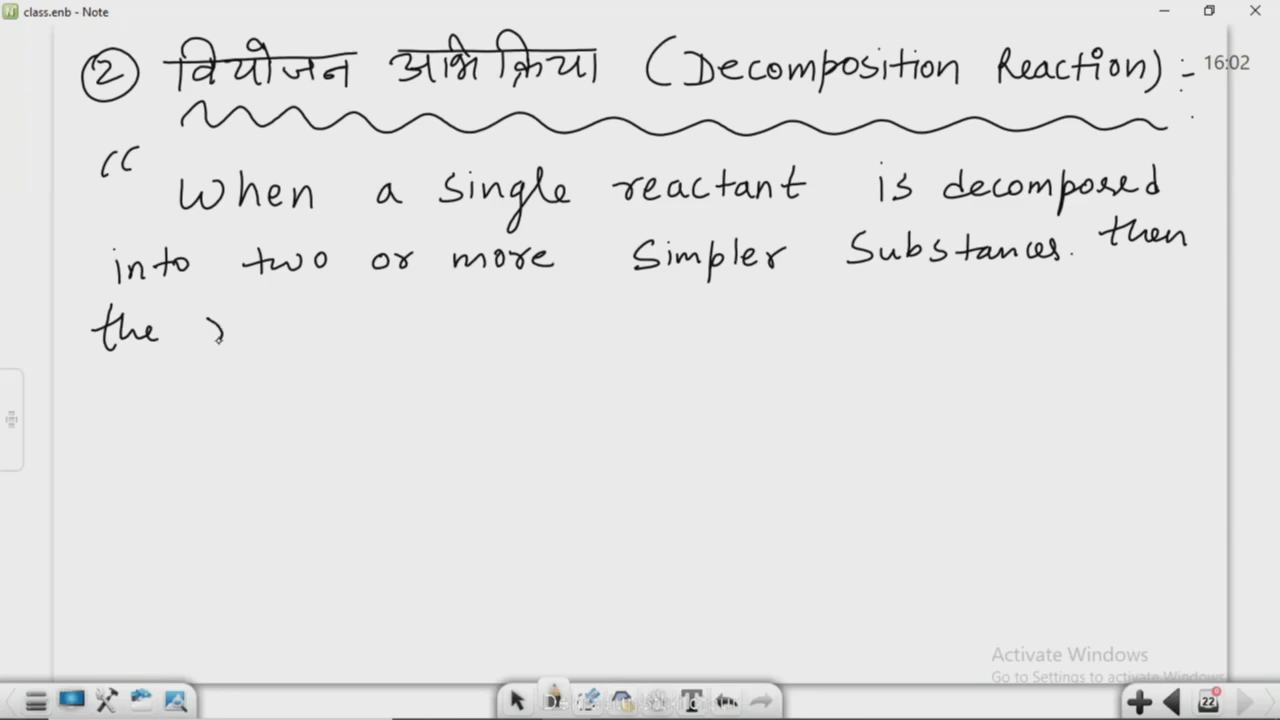 class.enb - Note
② वियोजन अभिक्रिया (Decomposition Reaction) :-
16:02
“ When a single reactant is decomposed
into two or more simpler substances. then
the
Activate Windows
Go to Settings to activate Windows
22